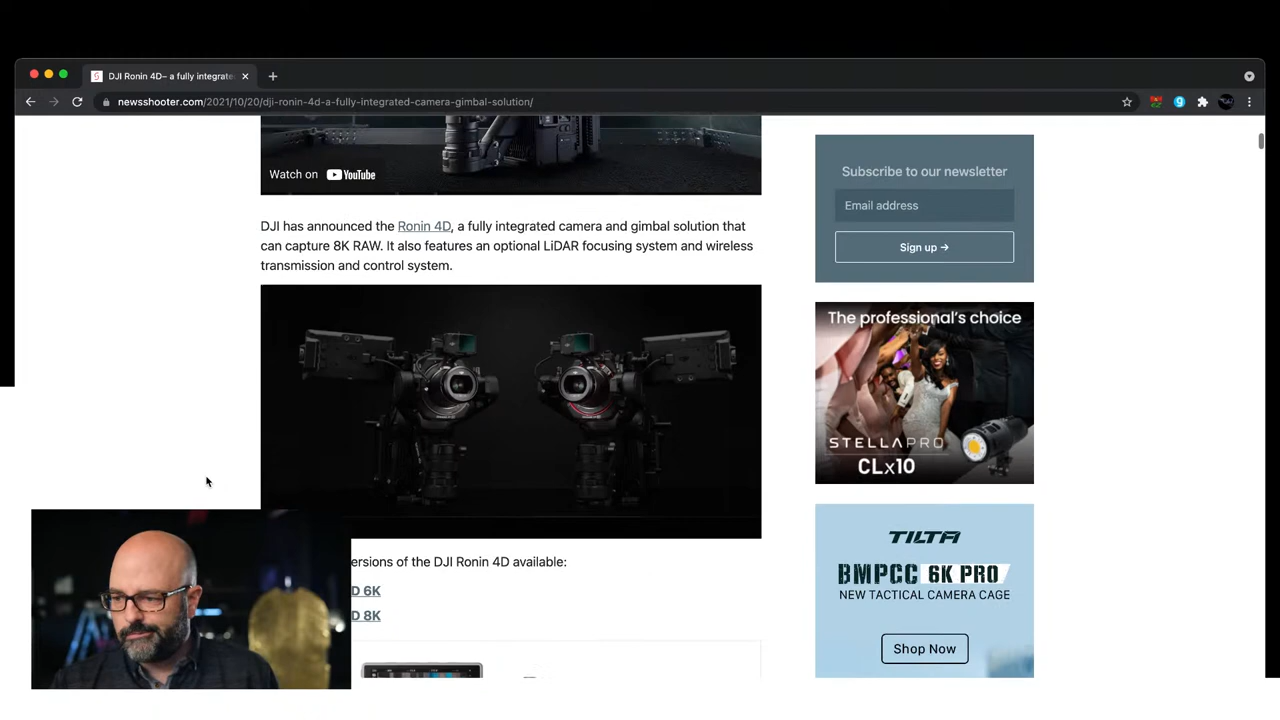 DJI Ronin 4D– a fully integrate
newsshooter.com/2021/10/20/dji-ronin-4d-a-fully-integrated-camera-gimbal-solution/
Watch on YouTube
DJI has announced the Ronin 4D, a fully integrated camera and gimbal solution that
can capture 8K RAW. It also features an optional LiDAR focusing system and wireless
transmission and control system.
ersions of the DJI Ronin 4D available:
D 6K
D 8K
Subscribe to our newsletter
Email address
Sign up →
The professional's choice
STELLAPRO
CLx10
TILTA
BMPCC 6K PRO
NEW TACTICAL CAMERA CAGE
Shop Now